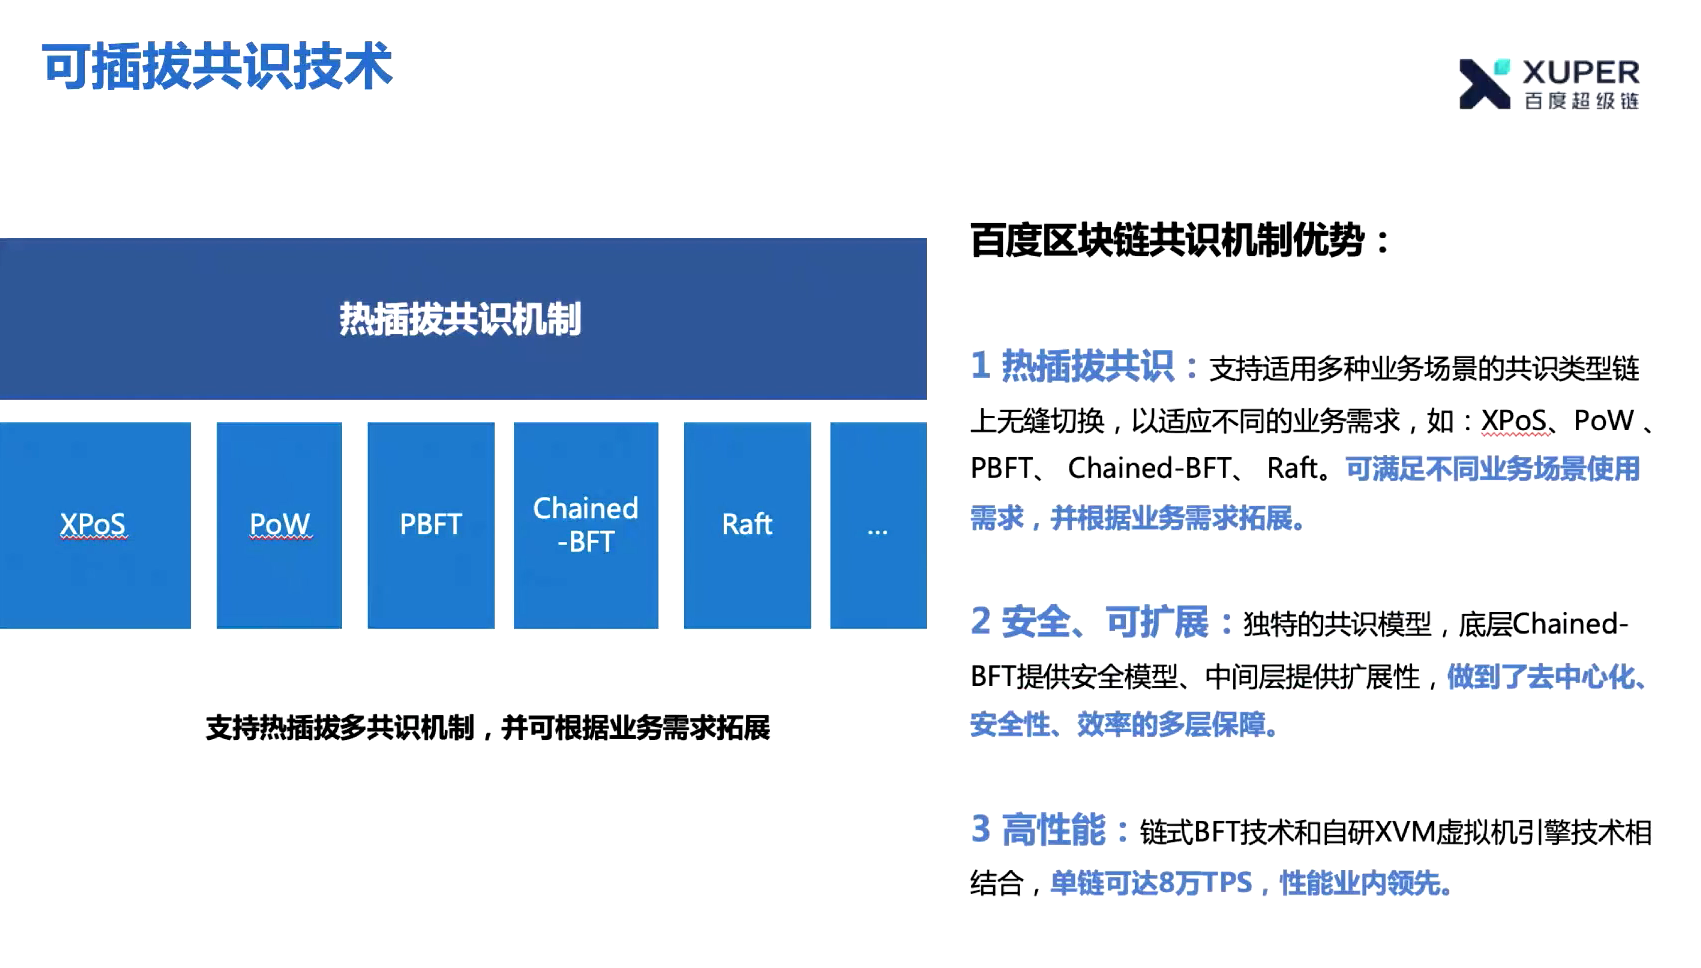 可插拔共识技术
XUPER
百度超级链
热插拔共识机制
XPoS
PoW
PBFT
Chained
-BFT
Raft
...
支持热插拔多共识机制，并可根据业务需求拓展
百度区块链共识机制优势：
1 热插拔共识：支持适用多种业务场景的共识类型链
上无缝切换，以适应不同的业务需求，如：XPoS、PoW 、
PBFT、 Chained-BFT、 Raft。可满足不同业务场景使用
需求，并根据业务需求拓展。
2 安全、可扩展：独特的共识模型，底层Chained-
BFT提供安全模型、中间层提供扩展性，做到了去中心化、
安全性、效率的多层保障。
3 高性能：链式BFT技术和自研XVM虚拟机引擎技术相
结合，单链可达8万TPS，性能业内领先。